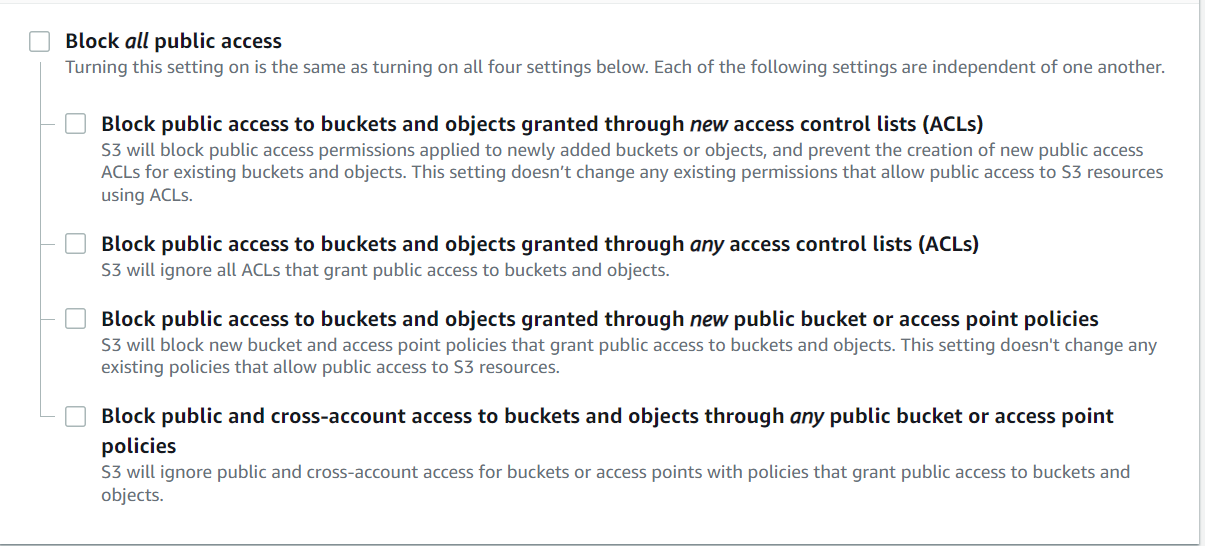 Block all public access
Turning this setting on is the same as turning on all four settings below. Each of the following settings are independent of one another.
Block public access to buckets and objects granted through new access control lists (ACLs)
S3 will block public access permissions applied to newly added buckets or objects, and prevent the creation of new public access
ACLs for existing buckets and objects. This setting doesn’t change any existing permissions that allow public access to S3 resources
using ACLs.
Block public access to buckets and objects granted through any access control lists (ACLs)
S3 will ignore all ACLs that grant public access to buckets and objects.
Block public access to buckets and objects granted through new public bucket or access point policies
S3 will block new bucket and access point policies that grant public access to buckets and objects. This setting doesn't change any
existing policies that allow public access to S3 resources.
Block public and cross-account access to buckets and objects through any public bucket or access point
policies
S3 will ignore public and cross-account access for buckets or access points with policies that grant public access to buckets and
objects.